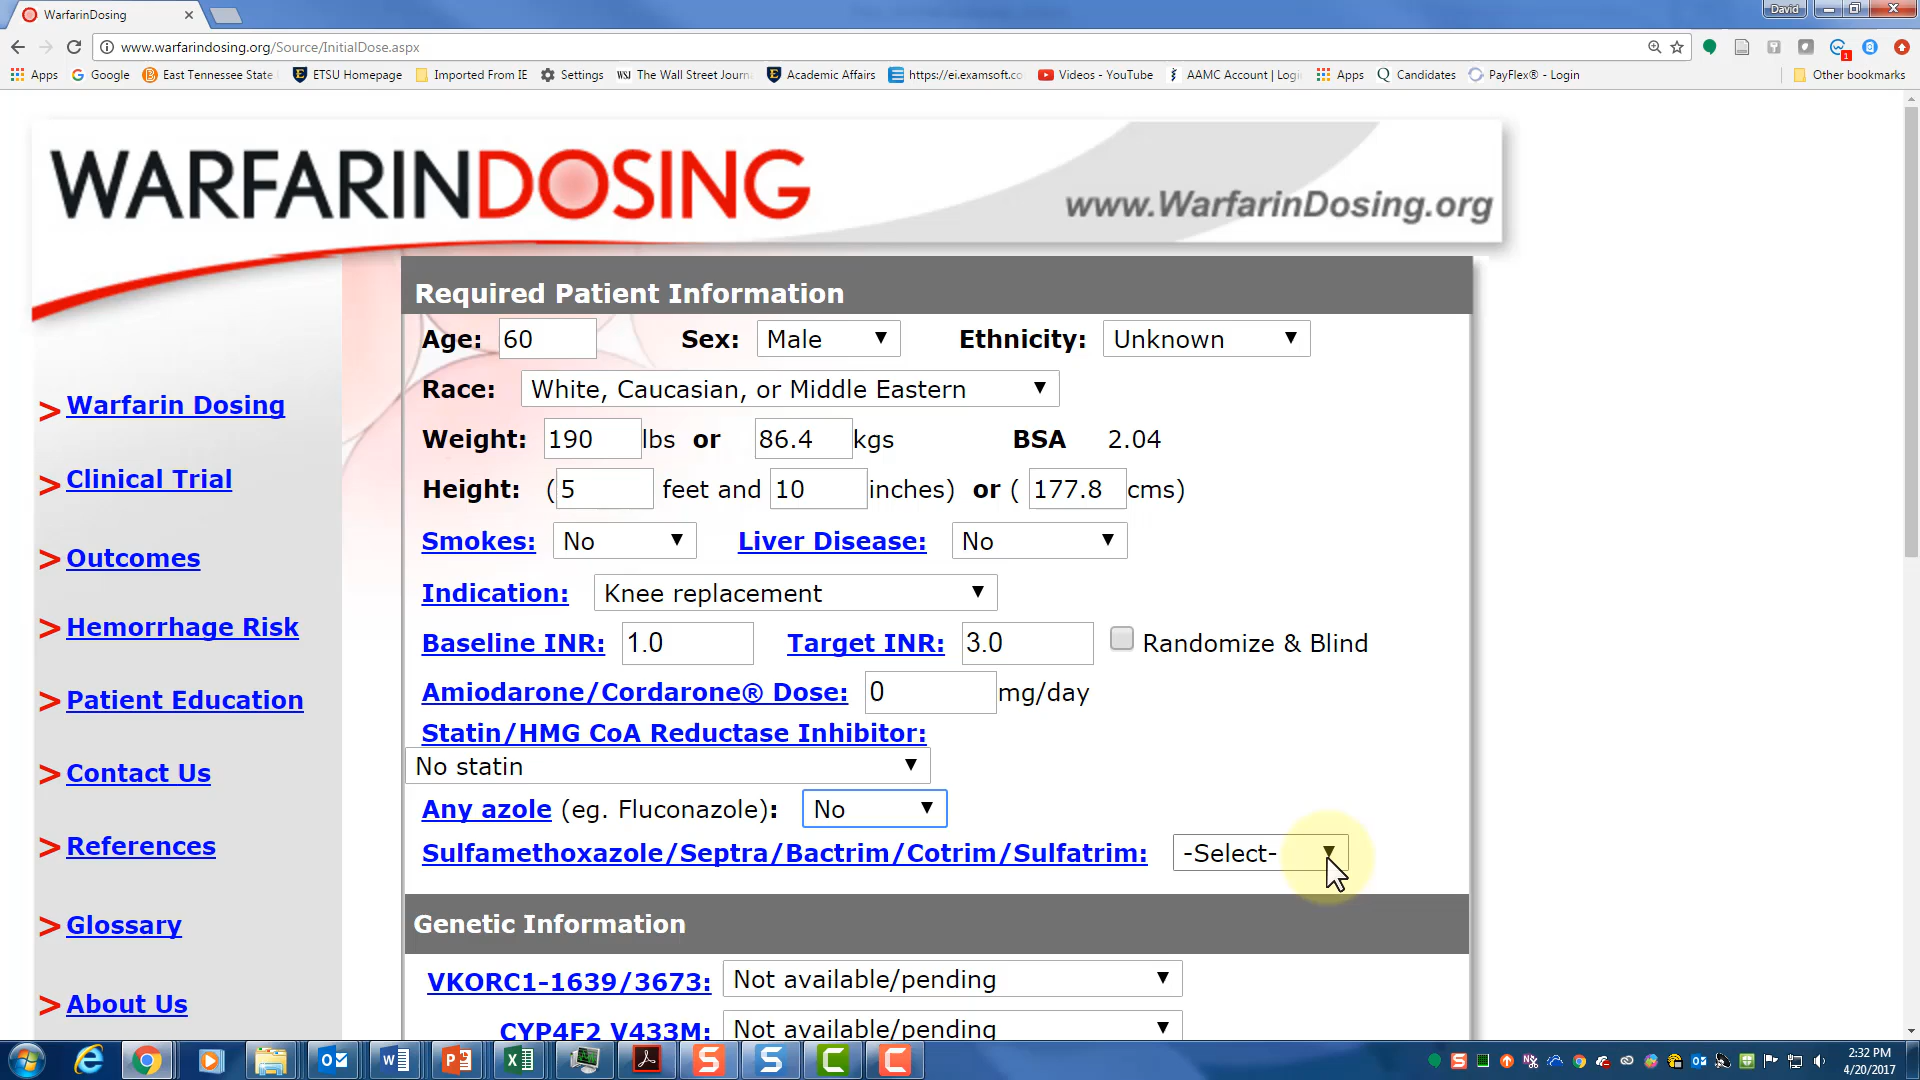 WarfarinDosing
David
www.warfarindosing.org/Source/InitialDose.aspx
Apps Google East Tennessee State ETSU Homepage Imported From IE Settings WSJ The Wall Street Journ Academic Affairs https://ei.examsoft.co Videos - YouTube AAMC Account | Logi Apps Candidates PayFlex® - Login Other bookmarks
WARFARINDOSING
www.WarfarinDosing.org
Required Patient Information
Age: 60 Sex: Male Ethnicity: Unknown
Race: White, Caucasian, or Middle Eastern
Weight: 190 lbs or 86.4 kgs BSA 2.04
Height: (5 feet and 10 inches) or ( 177.8 cms)
Smokes: No Liver Disease: No
Indication: Knee replacement
Baseline INR: 1.0 Target INR: 3.0 Randomize & Blind
Amiodarone/Cordarone® Dose: 0 mg/day
Statin/HMG CoA Reductase Inhibitor:
No statin
Any azole (eg. Fluconazole): No
Sulfamethoxazole/Septra/Bactrim/Cotrim/Sulfatrim: -Select-
Genetic Information
VKORC1-1639/3673: Not available/pending
CYP4F2 V433M: Not available/pending
> Warfarin Dosing
> Clinical Trial
> Outcomes
> Hemorrhage Risk
> Patient Education
> Contact Us
> References
> Glossary
> About Us
2:32 PM
4/20/2017